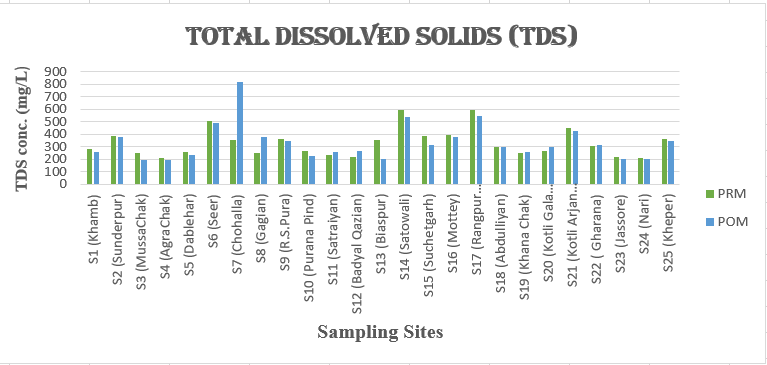 TOTAL DISSOLVED SOLIDS (TDS)
TDS conc. (mg/L)
900
800
700
600
500
400
300
200
100
0
S1 (Khamb)
S2 (Sunderpur)
S3 (MussaChak)
S4 (AgraChak)
S5 (Dablehar)
S6 (Seer)
S7 (Chohalla)
S8 (Gagian)
S9 (R.S.Pura)
S10 (Purana Pind)
S11 (Satraiyan)
S12 (Badyal Qazian)
S13 (Biaspur)
S14 (Satowali)
S15 (Suchetgarh)
S16 (Mottey)
S17 (Rangpur...
S18 (Abdulliyan)
S19 (Khana Chak)
S20 (Kotli Gala...
S21 (Kotli Arjan...
S22 ( Gharana)
S23 (Jassore)
S24 (Nari)
S25 (Kheper)
Sampling Sites
PRM
POM